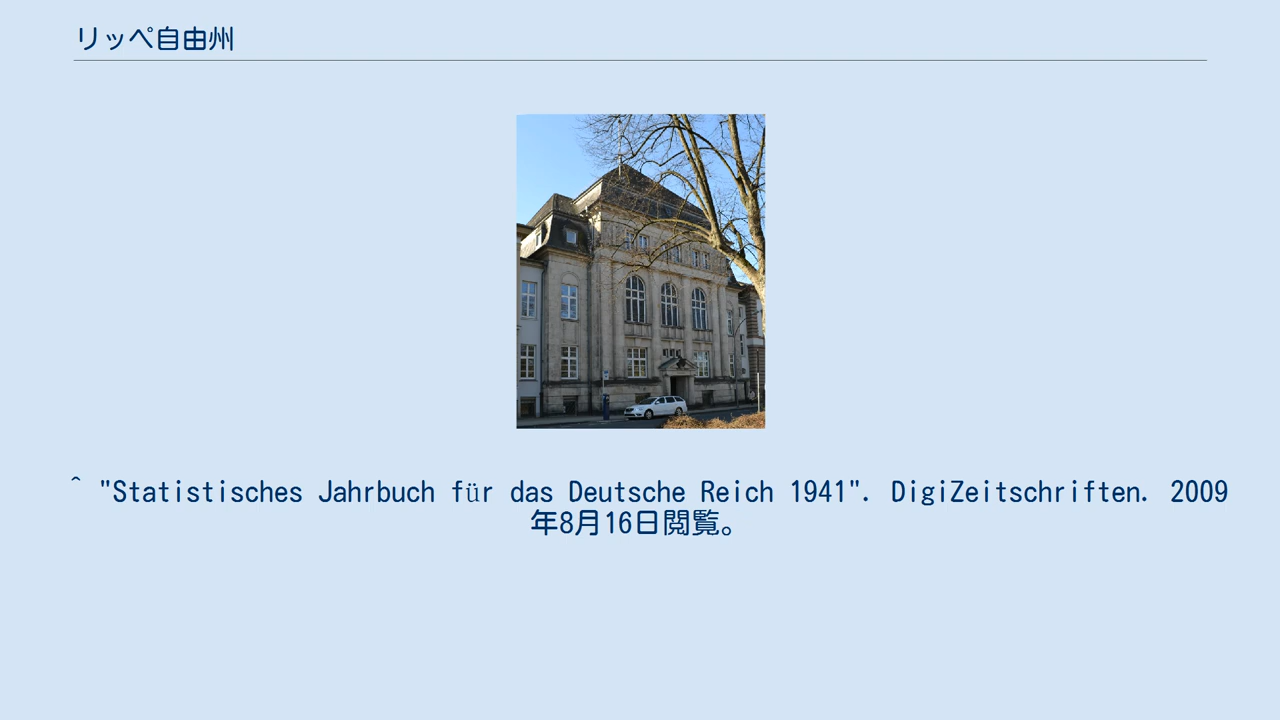 リッペ自由州
^ "Statistisches Jahrbuch für das Deutsche Reich 1941". DigiZeitschriften. 2009
年8月16日閲覧。